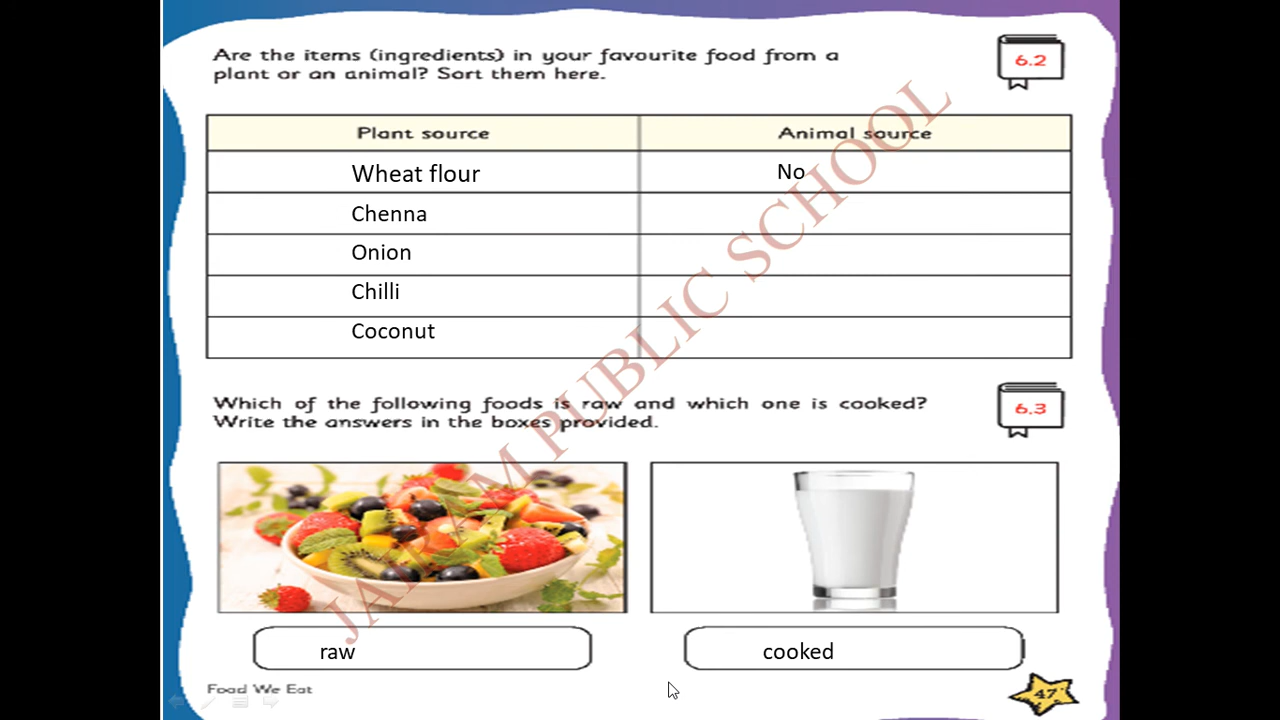 Are the items (ingredients) in your favourite food from a
plant or an animal? Sort them here.
6.2
Plant source Animal source
Wheat flour No
Chenna
Onion
Chilli
Coconut
Which of the following foods is raw and which one is cooked?
Write the answers in the boxes provided.
6.3
raw cooked
Food We Eat
47
PUBLIC SCHOOL